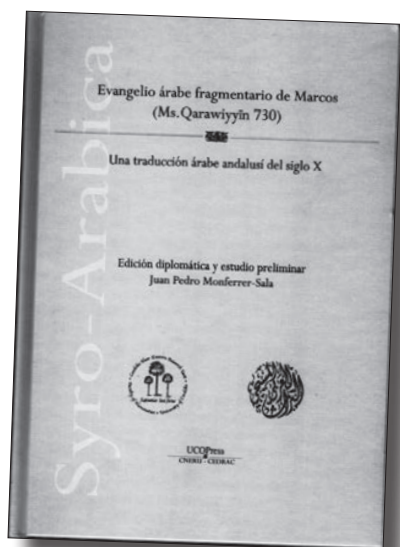 Syro-Arabica
Evangelio árabe fragmentario de Marcos
(Ms. Qarawiyyīn 730)
Una traducción árabe andalusí del siglo X
Edición diplomática y estudio preliminar
Juan Pedro Monferrer-Sala
UCOPress
CNERU - CEDRAC